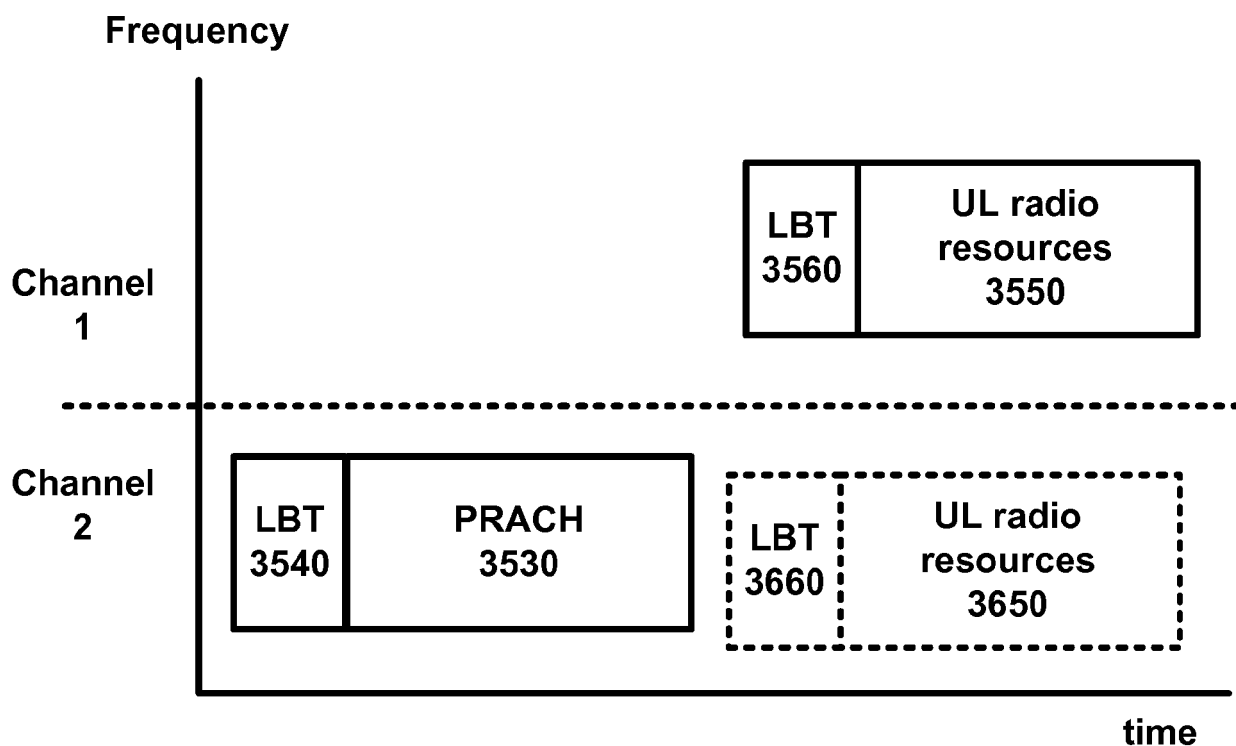 Frequency
LBT
3560
UL radio
resources
3550
Channel
1
Channel
2
LBT
3540
PRACH
3530
LBT
3660
UL radio
resources
3650
time